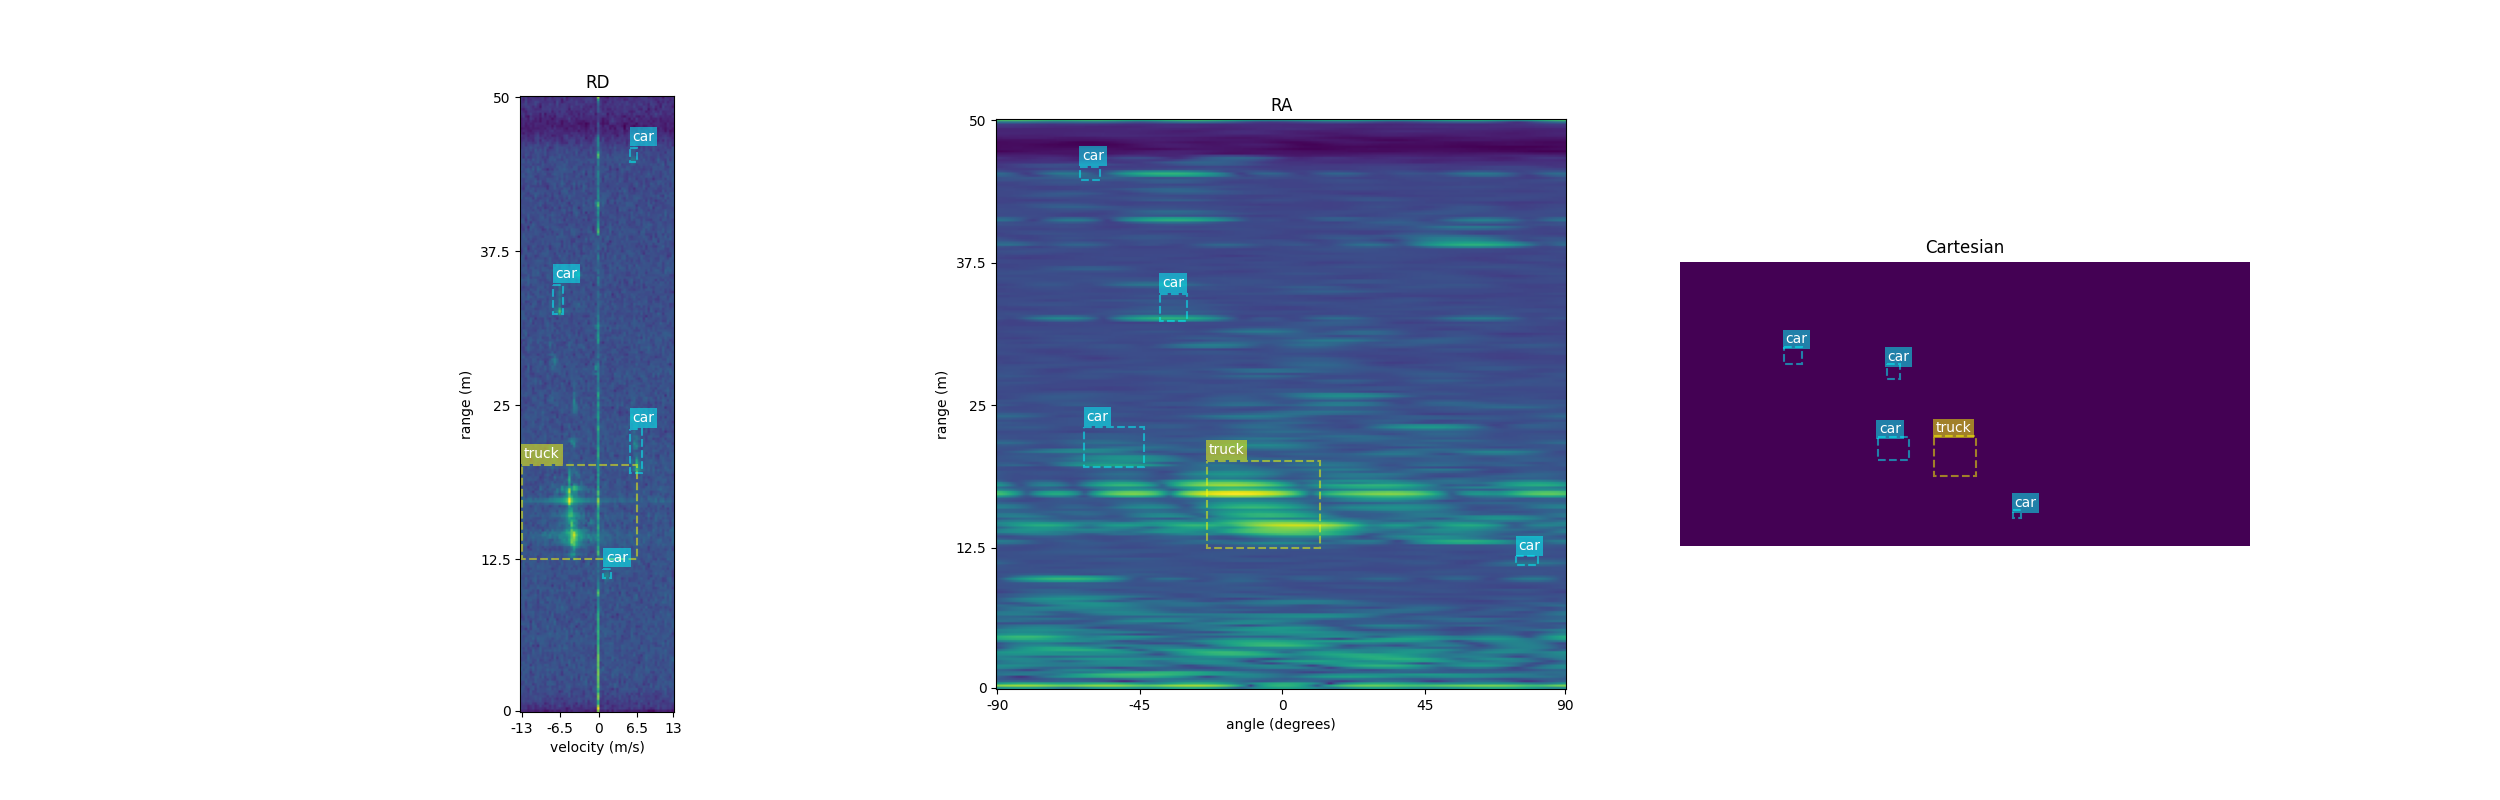 RD
50
37.5
25
12.5
0
range (m)
-13
-6.5
0
6.5
13
velocity (m/s)
car
car
car
truck
car
RA
50
37.5
25
12.5
0
range (m)
-90
-45
0
45
90
angle (degrees)
car
car
car
truck
car
Cartesian
car
car
car
truck
car